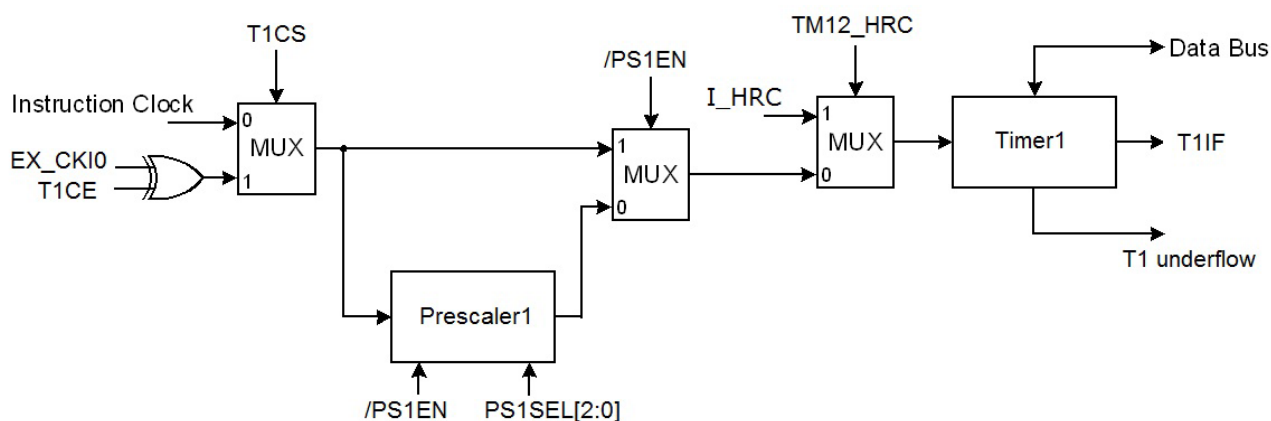 T1CS
TM12_HRC
/PS1EN
Data Bus
Instruction Clock
I_HRC
0
MUX
1
MUX
Timer1
T1IF
EX_CKI0
T1CE
1
1
MUX
0
0
T1 underflow
Prescaler1
/PS1EN
PS1SEL[2:0]